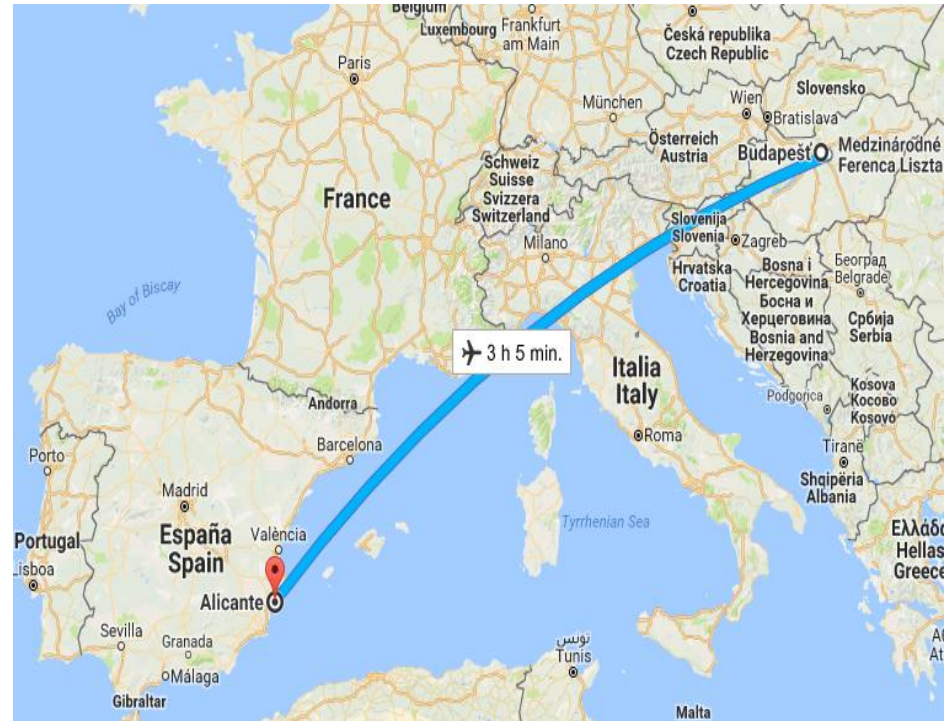 Belgium
Luxembourg
Frankfurt
am Main
Česká republika
Czech Republic
Paris
Slovensko
München
Wien
Bratislava
Österreich
Austria
Budapešť
Medzinárodné
Ferenca Liszta
Schweiz
Suisse
Svizzera
Switzerland
France
Slovenija
Slovenia
Zagreb
Milano
Hrvatska
Croatia
Bosna i
Hercegovina
Босна и
Херцеговина
Bosnia and
Herzegovina
Београд
Belgrade
Србија
Serbia
Bay of Biscay
3 h 5 min.
Italia
Italy
Kosova
Косово
Kosovo
Podgorica
Andorra
Barcelona
Roma
Tiranë
Shqipëria
Albania
Porto
Madrid
España
Spain
València
Tyrrhenian Sea
Portugal
Lisboa
Ελλάδα
Hellas
Greece
Alicante
Sevilla
Granada
Málaga
Gibraltar
تونس
Tunis
Malta